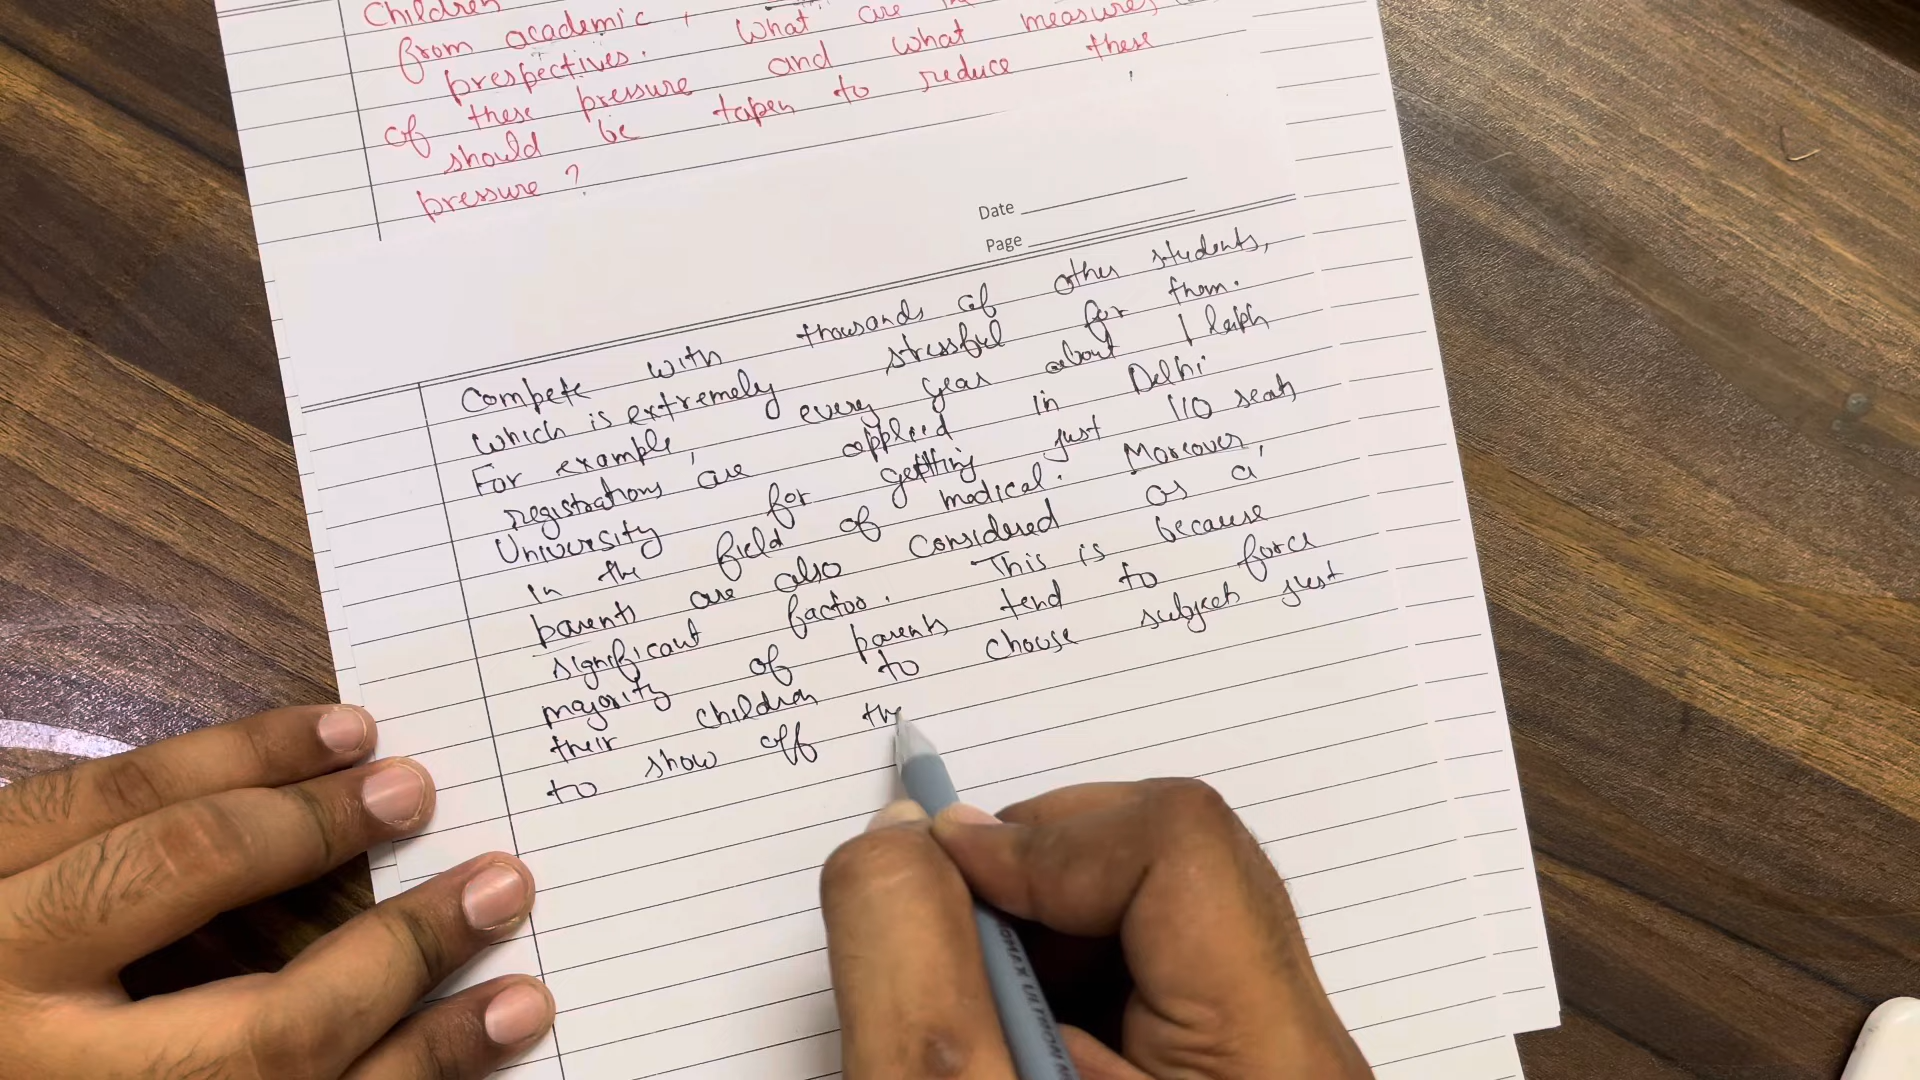 Children
from academic,
prespectives. What are
of these pressure and what measures
should be taken to reduce these
pressure?
Date
Page
Compete with thousands of other students,
which is extremely stressful for them.
For example, every year about 1 lakh
registrations are applied in Delhi
University for getting just 110 seats
in the field of medical. Moreover,
parents are also considered as a
significant factor. This is because
majority of parents tend to force
their children to choose subjects just
to show off the